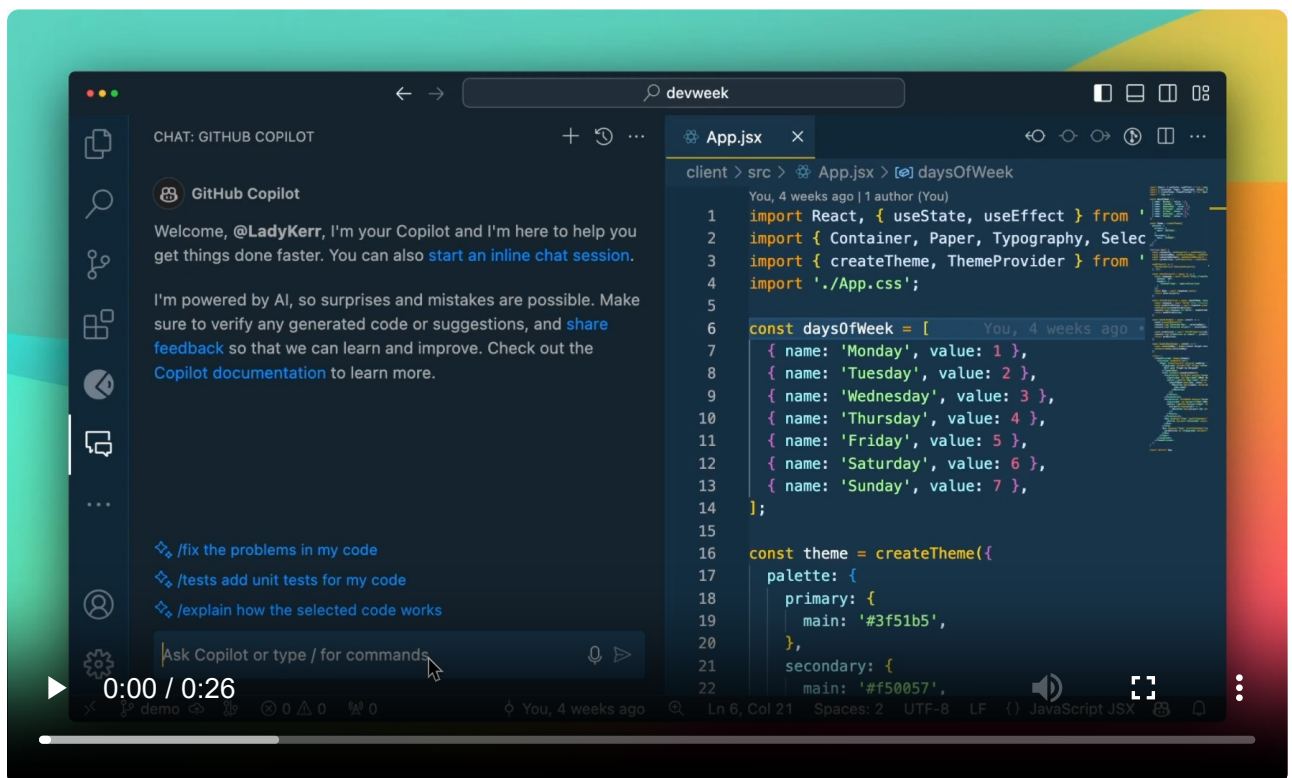 devweek
CHAT: GITHUB COPILOT
GitHub Copilot
Welcome, @LadyKerr, I'm your Copilot and I'm here to help you
get things done faster. You can also start an inline chat session.
I'm powered by AI, so surprises and mistakes are possible. Make
sure to verify any generated code or suggestions, and share
feedback so that we can learn and improve. Check out the
Copilot documentation to learn more.
/fix the problems in my code
/tests add unit tests for my code
/explain how the selected code works
Ask Copilot or type / for commands
App.jsx
client > src > App.jsx > daysOfWeek
You, 4 weeks ago | 1 author (You)
1 import React, { useState, useEffect } from '
2 import { Container, Paper, Typography, Selec
3 import { createTheme, ThemeProvider } from '
4 import './App.css';
5
6 const daysOfWeek = [ You, 4 weeks ago •
7 { name: 'Monday', value: 1 },
8 { name: 'Tuesday', value: 2 },
9 { name: 'Wednesday', value: 3 },
10 { name: 'Thursday', value: 4 },
11 { name: 'Friday', value: 5 },
12 { name: 'Saturday', value: 6 },
13 { name: 'Sunday', value: 7 },
14 ];
15
16 const theme = createTheme({
17 palette: {
18 primary: {
19 main: '#3f51b5',
20 },
21 secondary: {
22 main: '#f50057',
0:00 / 0:26
demo 0 0 0 You, 4 weeks ago Ln 6, Col 21 Spaces: 2 UTF-8 LF {} JavaScript JSX